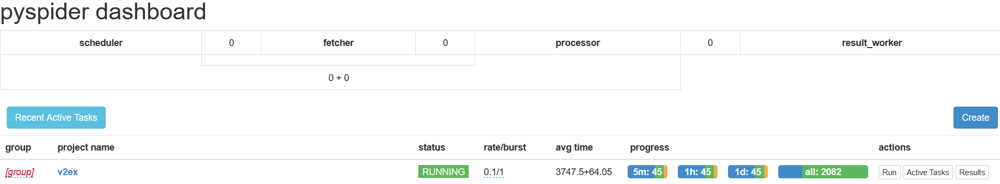 pyspider dashboard
scheduler 0 fetcher 0 processor 0 result_worker
0 + 0
Recent Active Tasks Create
group project name status rate/burst avg time progress actions
[group] v2ex RUNNING 0.1/1 3747.5+64.05 5m: 45 1h: 45 1d: 45 all: 2082 Run Active Tasks Results